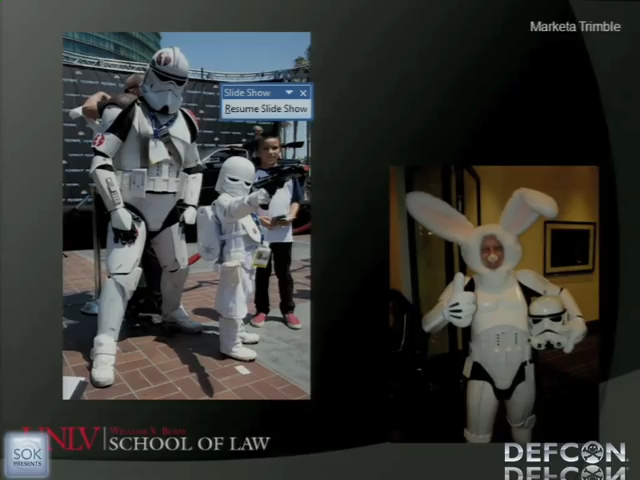 Marketa Trimble
Slide Show
Resume Slide Show
UNLV
WILLIAM S. BOYD
SCHOOL OF LAW
SOK
PRESENTS
DEFCON